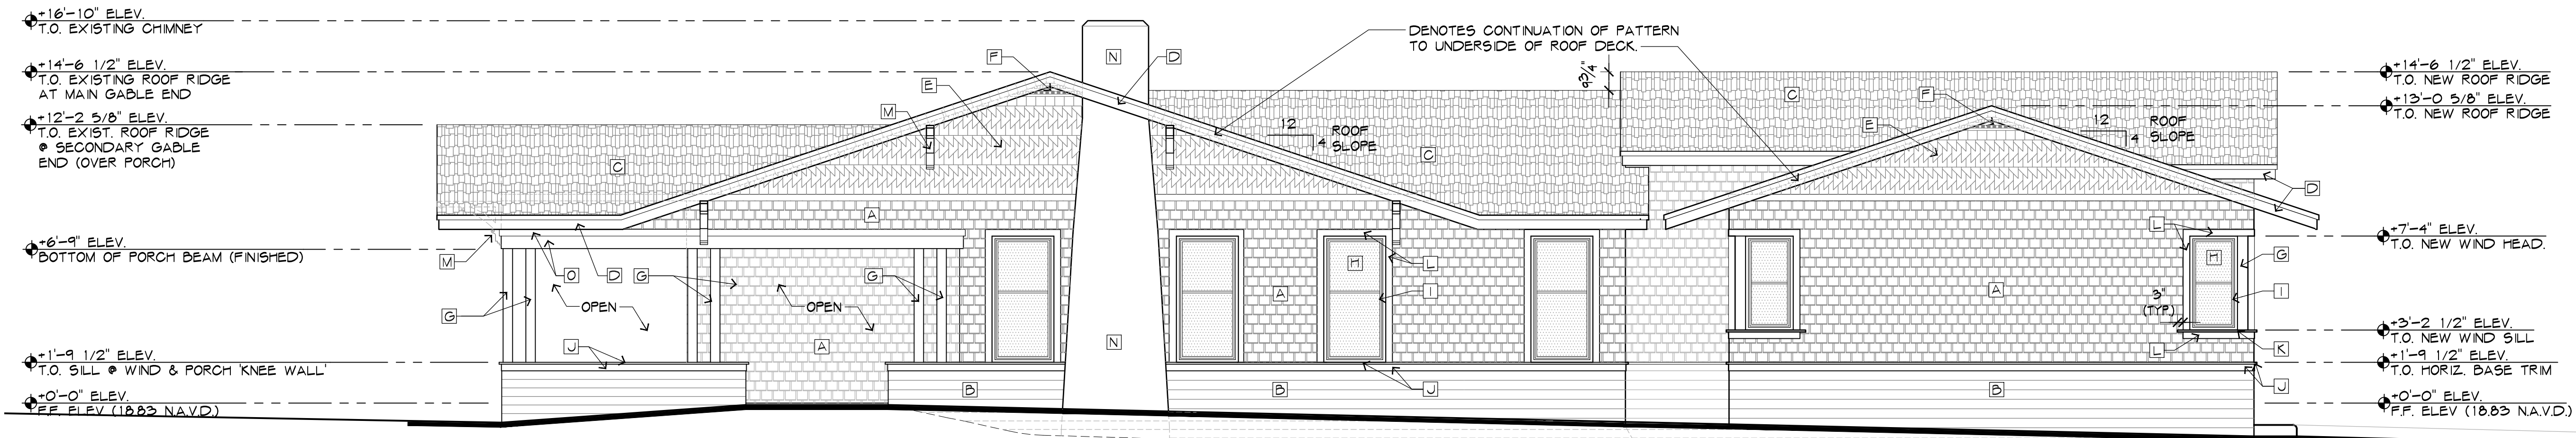 +16'-10" ELEV.
T.O. EXISTING CHIMNEY
+14'-6 1/2" ELEV.
T.O. EXISTING ROOF RIDGE
AT MAIN GABLE END
+12'-2 5/8" ELEV.
T.O. EXIST. ROOF RIDGE
@ SECONDARY GABLE
END (OVER PORCH)
+6'-9" ELEV.
BOTTOM OF PORCH BEAM (FINISHED)
+1'-9 1/2" ELEV.
T.O. SILL @ WIND & PORCH 'KNEE WALL'
+0'-0" ELEV.
F.F. ELEV (18.83 N.A.V.D.)
DENOTES CONTINUATION OF PATTERN
TO UNDERSIDE OF ROOF DECK.
F
N
D
E
M
C
A
M
O
D
G
G
G
OPEN
OPEN
J
A
B
N
12
4
ROOF
SLOPE
C
H
L
A
I
B
J
9 3/4"
C
F
E
12
4
ROOF
SLOPE
D
L
H
G
A
I
3"
(TYP.)
L
K
B
J
+14'-6 1/2" ELEV.
T.O. NEW ROOF RIDGE
+13'-0 5/8" ELEV.
T.O. NEW ROOF RIDGE
+7'-4" ELEV.
T.O. NEW WIND HEAD.
+3'-2 1/2" ELEV.
T.O. NEW WIND SILL
+1'-9 1/2" ELEV.
T.O. HORIZ. BASE TRIM
+0'-0" ELEV.
F.F. ELEV (18.83 N.A.V.D.)